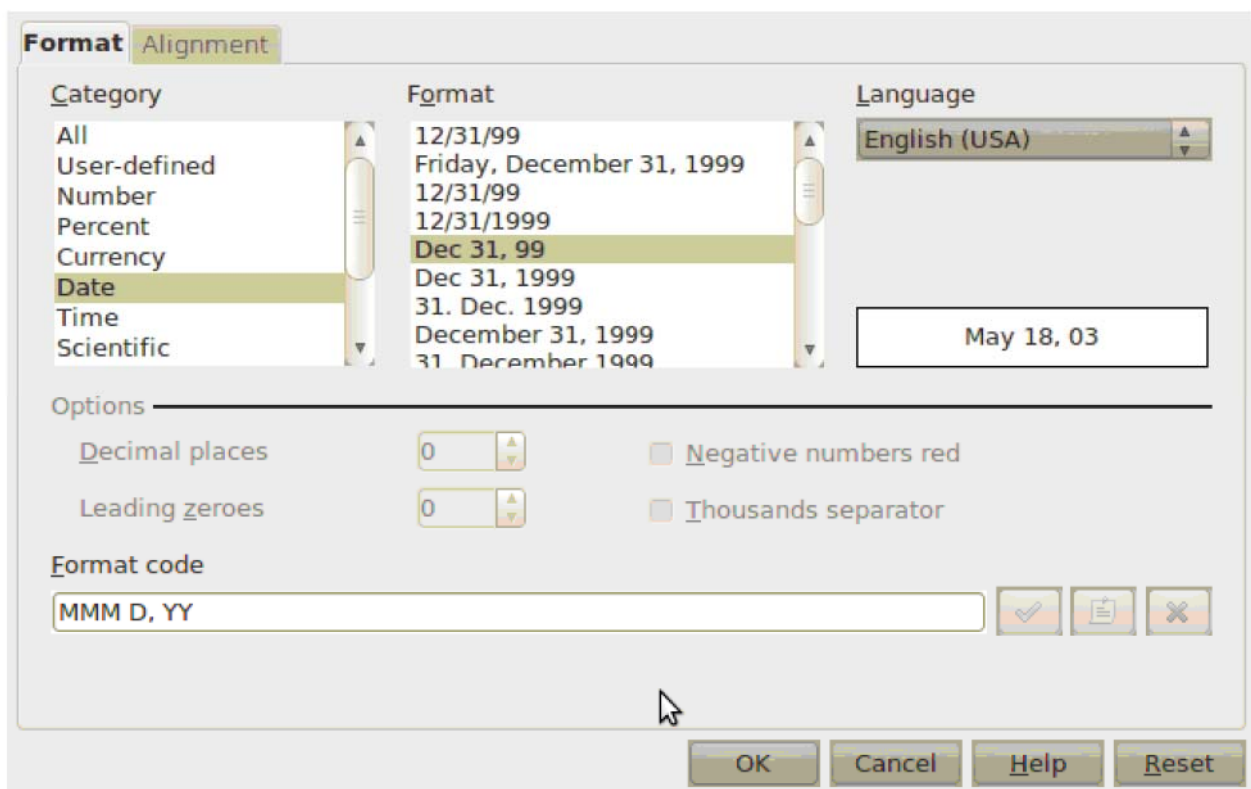 Format Alignment
Category
All
User-defined
Number
Percent
Currency
Date
Time
Scientific
Format
12/31/99
Friday, December 31, 1999
12/31/99
12/31/1999
Dec 31, 99
Dec 31, 1999
31. Dec. 1999
December 31, 1999
31. December 1999
Language
English (USA)
May 18, 03
Options
Decimal places 0
Negative numbers red
Leading zeroes 0
Thousands separator
Format code
MMM D, YY
OK Cancel Help Reset